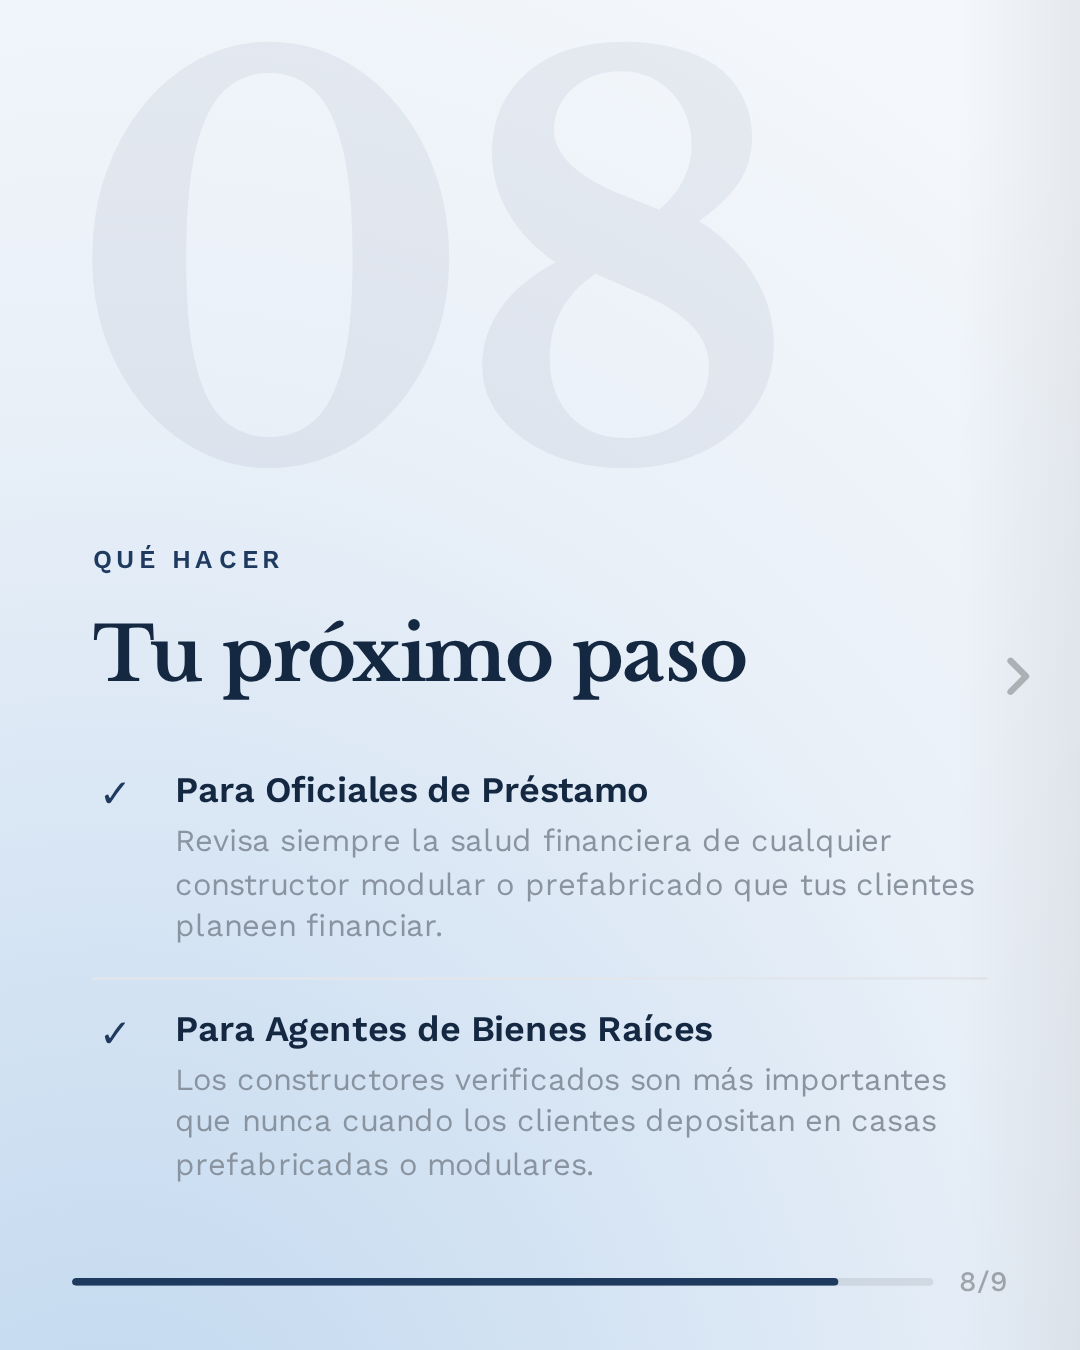 08
QUÉ HACER
Tu próximo paso
✓ Para Oficiales de Préstamo
Revisa siempre la salud financiera de cualquier
constructor modular o prefabricado que tus clientes
planeen financiar.
✓ Para Agentes de Bienes Raíces
Los constructores verificados son más importantes
que nunca cuando los clientes depositan en casas
prefabricadas o modulares.
8/9